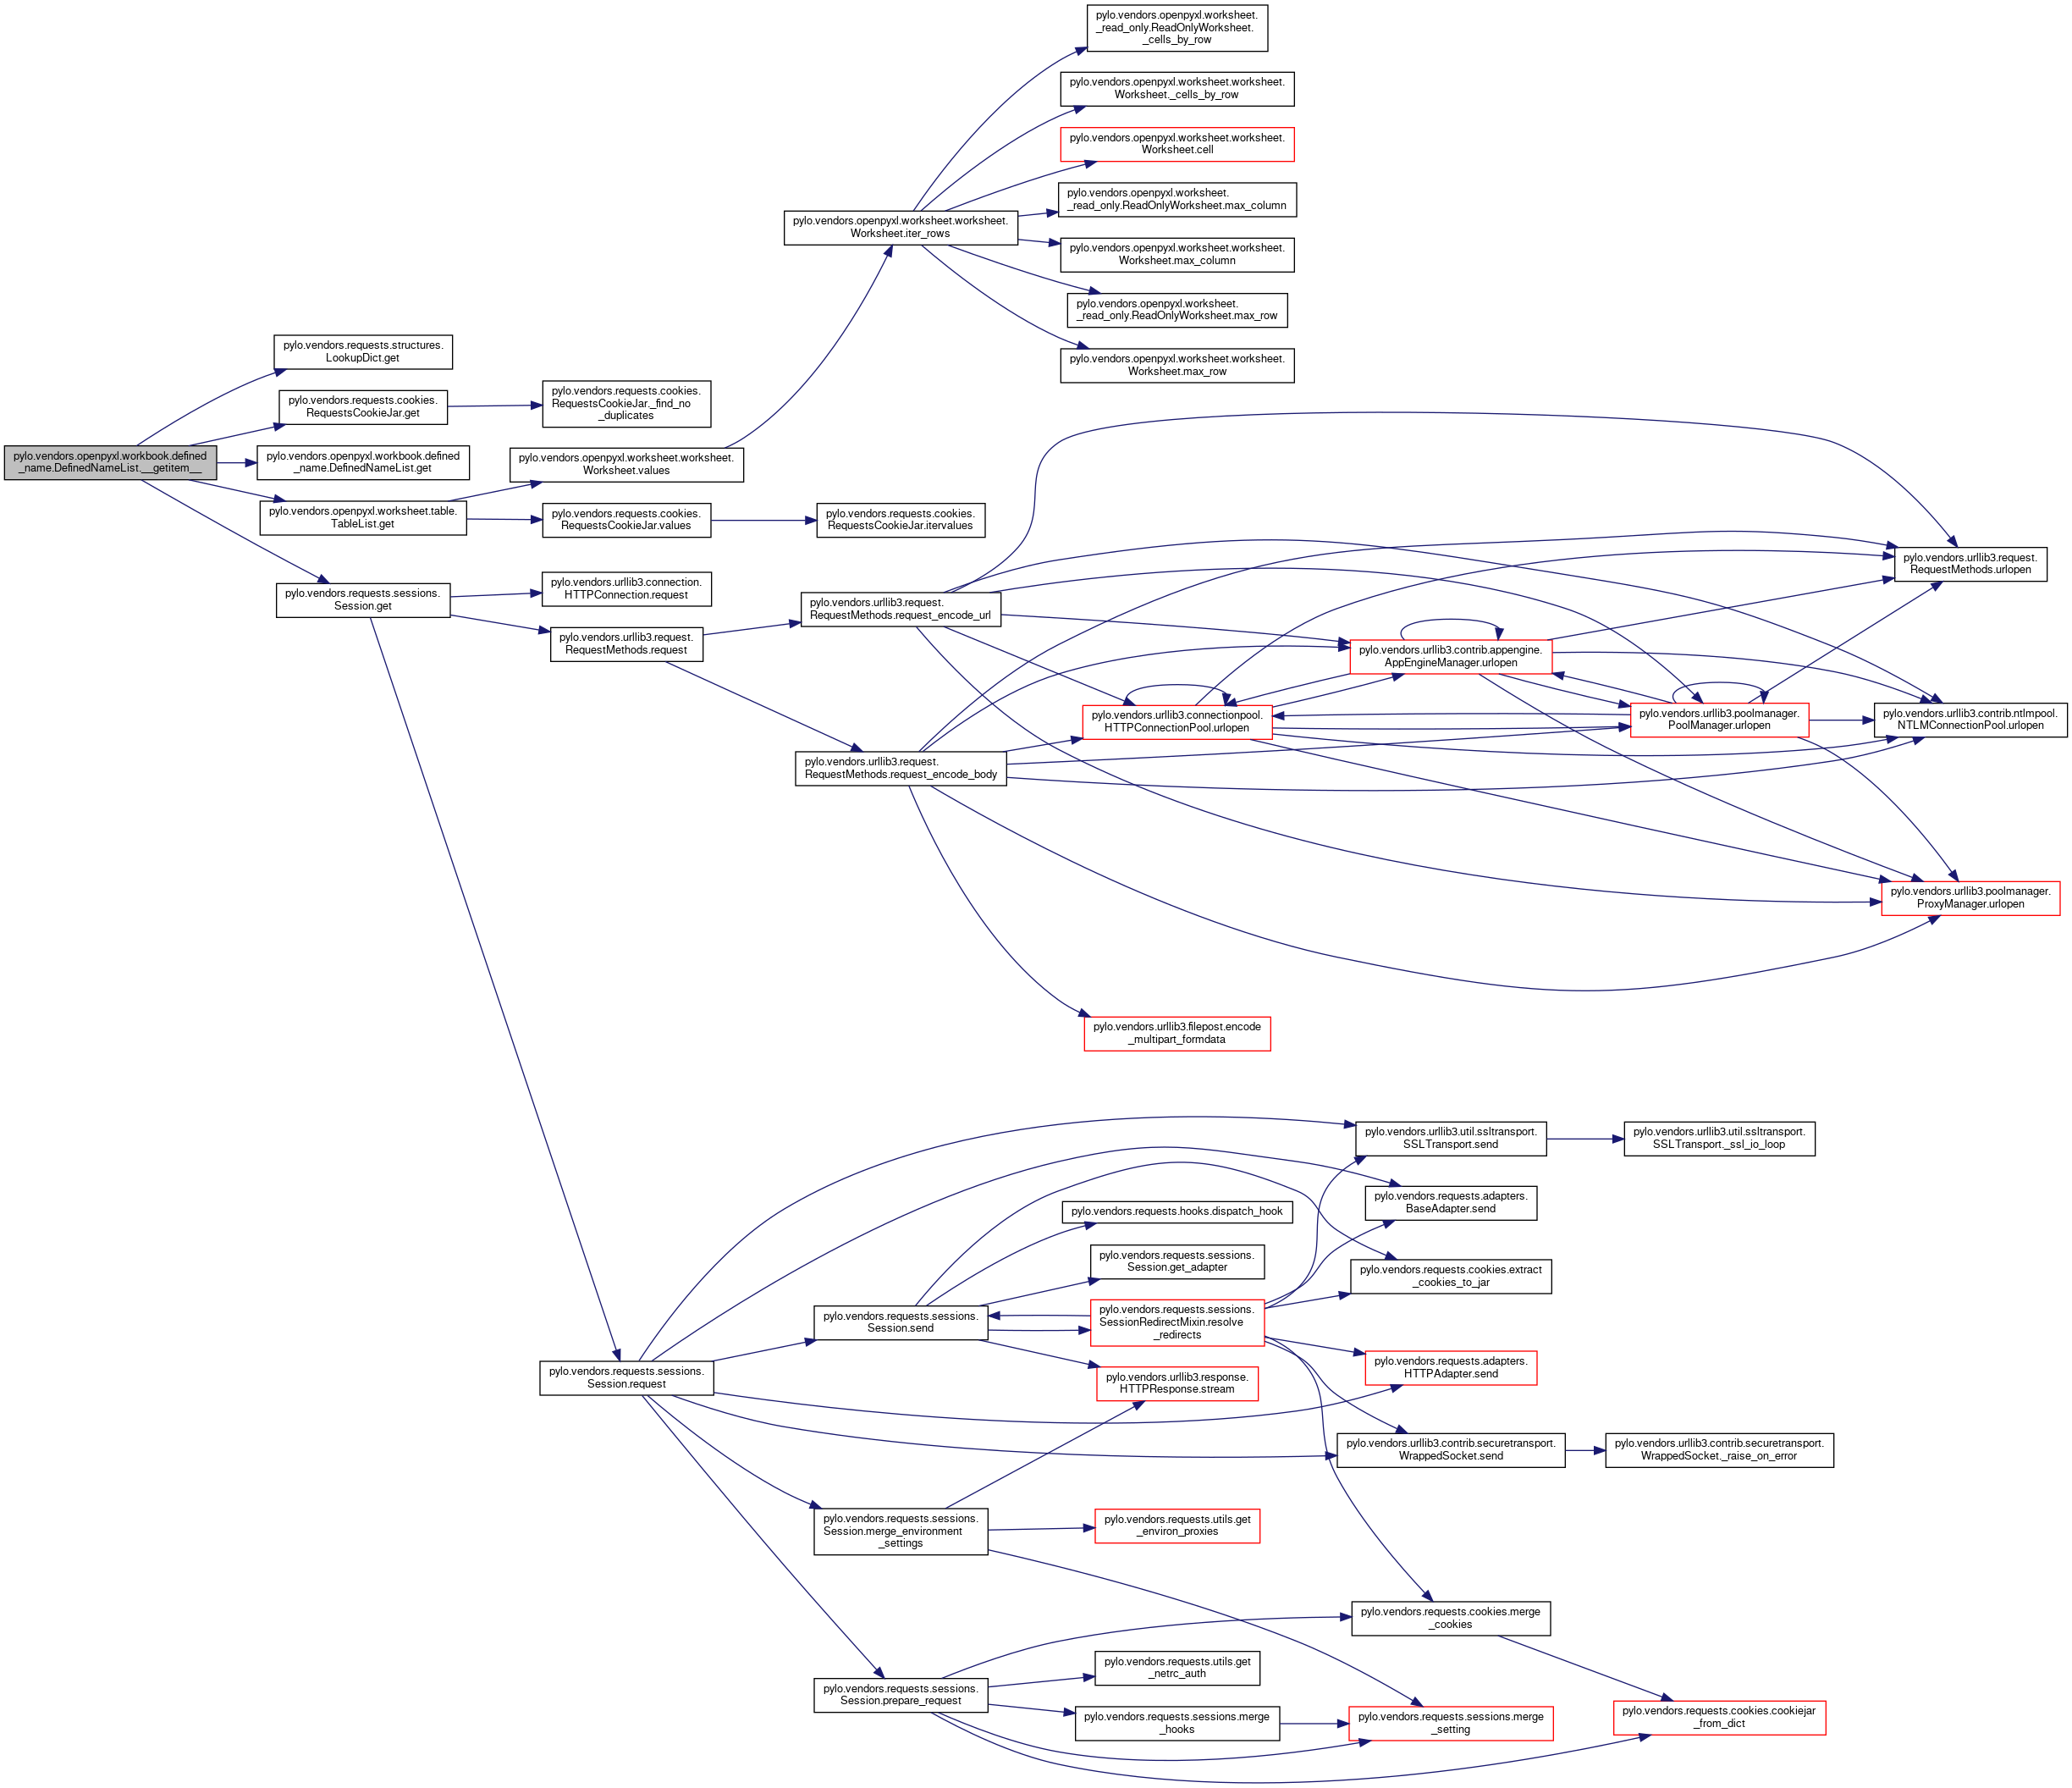 pylo.vendors.openpyxl.worksheet.
_read_only.ReadOnlyWorksheet.
_cells_by_row
pylo.vendors.openpyxl.worksheet.worksheet.
Worksheet._cells_by_row
pylo.vendors.openpyxl.worksheet.worksheet.
Worksheet.cell
pylo.vendors.openpyxl.worksheet.
_read_only.ReadOnlyWorksheet.max_column
pylo.vendors.openpyxl.worksheet.worksheet.
Worksheet.iter_rows
pylo.vendors.openpyxl.worksheet.worksheet.
Worksheet.max_column
pylo.vendors.openpyxl.worksheet.
_read_only.ReadOnlyWorksheet.max_row
pylo.vendors.openpyxl.worksheet.worksheet.
Worksheet.max_row
pylo.vendors.requests.structures.
LookupDict.get
pylo.vendors.requests.cookies.
RequestsCookieJar.get
pylo.vendors.requests.cookies.
RequestsCookieJar._find_no
_duplicates
pylo.vendors.openpyxl.workbook.defined
_name.DefinedNameList.__getitem__
pylo.vendors.openpyxl.workbook.defined
_name.DefinedNameList.get
pylo.vendors.openpyxl.worksheet.worksheet.
Worksheet.values
pylo.vendors.openpyxl.worksheet.table.
TableList.get
pylo.vendors.requests.cookies.
RequestsCookieJar.values
pylo.vendors.requests.cookies.
RequestsCookieJar.itervalues
pylo.vendors.requests.sessions.
Session.get
pylo.vendors.urllib3.connection.
HTTPConnection.request
pylo.vendors.urllib3.request.
RequestMethods.request
pylo.vendors.urllib3.request.
RequestMethods.request_encode_url
pylo.vendors.urllib3.request.
RequestMethods.urlopen
pylo.vendors.urllib3.contrib.appengine.
AppEngineManager.urlopen
pylo.vendors.urllib3.connectionpool.
HTTPConnectionPool.urlopen
pylo.vendors.urllib3.poolmanager.
PoolManager.urlopen
pylo.vendors.urllib3.contrib.ntlmpool.
NTLMConnectionPool.urlopen
pylo.vendors.urllib3.request.
RequestMethods.request_encode_body
pylo.vendors.urllib3.poolmanager.
ProxyManager.urlopen
pylo.vendors.urllib3.filepost.encode
_multipart_formdata
pylo.vendors.urllib3.util.ssltransport.
SSLTransport.send
pylo.vendors.urllib3.util.ssltransport.
SSLTransport._ssl_io_loop
pylo.vendors.requests.adapters.
BaseAdapter.send
pylo.vendors.requests.hooks.dispatch_hook
pylo.vendors.requests.sessions.
Session.get_adapter
pylo.vendors.requests.cookies.extract
_cookies_to_jar
pylo.vendors.requests.sessions.
Session.send
pylo.vendors.requests.sessions.
SessionRedirectMixin.resolve
_redirects
pylo.vendors.requests.adapters.
HTTPAdapter.send
pylo.vendors.requests.sessions.
Session.request
pylo.vendors.urllib3.response.
HTTPResponse.stream
pylo.vendors.urllib3.contrib.securetransport.
WrappedSocket.send
pylo.vendors.urllib3.contrib.securetransport.
WrappedSocket._raise_on_error
pylo.vendors.requests.sessions.
Session.merge_environment
_settings
pylo.vendors.requests.utils.get
_environ_proxies
pylo.vendors.requests.cookies.merge
_cookies
pylo.vendors.requests.utils.get
_netrc_auth
pylo.vendors.requests.sessions.
Session.prepare_request
pylo.vendors.requests.sessions.merge
_hooks
pylo.vendors.requests.sessions.merge
_setting
pylo.vendors.requests.cookies.cookiejar
_from_dict